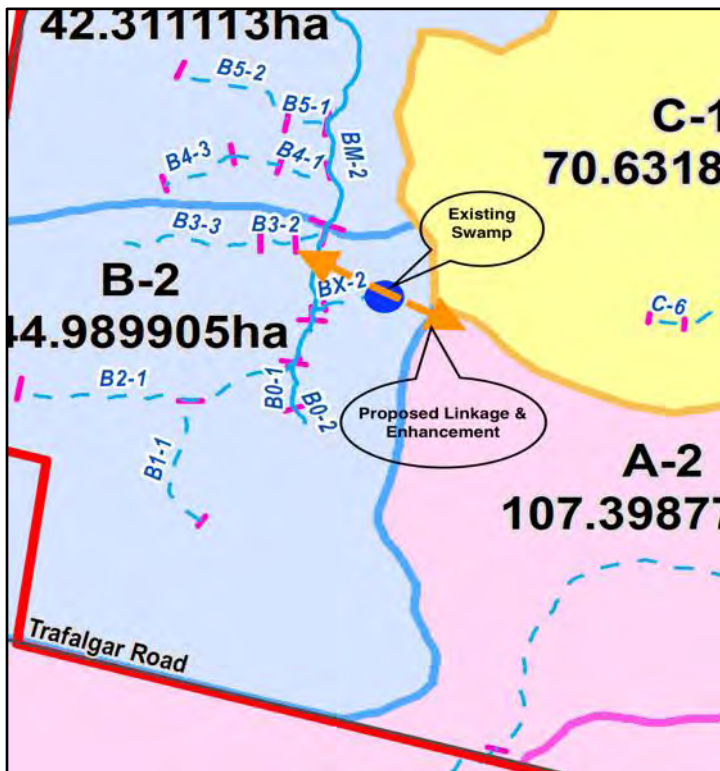 42.311113ha
B5-2
B5-1
BM-2
B4-3
B4-1
C-1
70.6318
B3-3
B3-2
Existing
Swamp
B-2
44.989905ha
BX-2
C-6
B2-1
B0-1
B0-2
Proposed Linkage &
Enhancement
B1-1
A-2
107.39877
Trafalgar Road